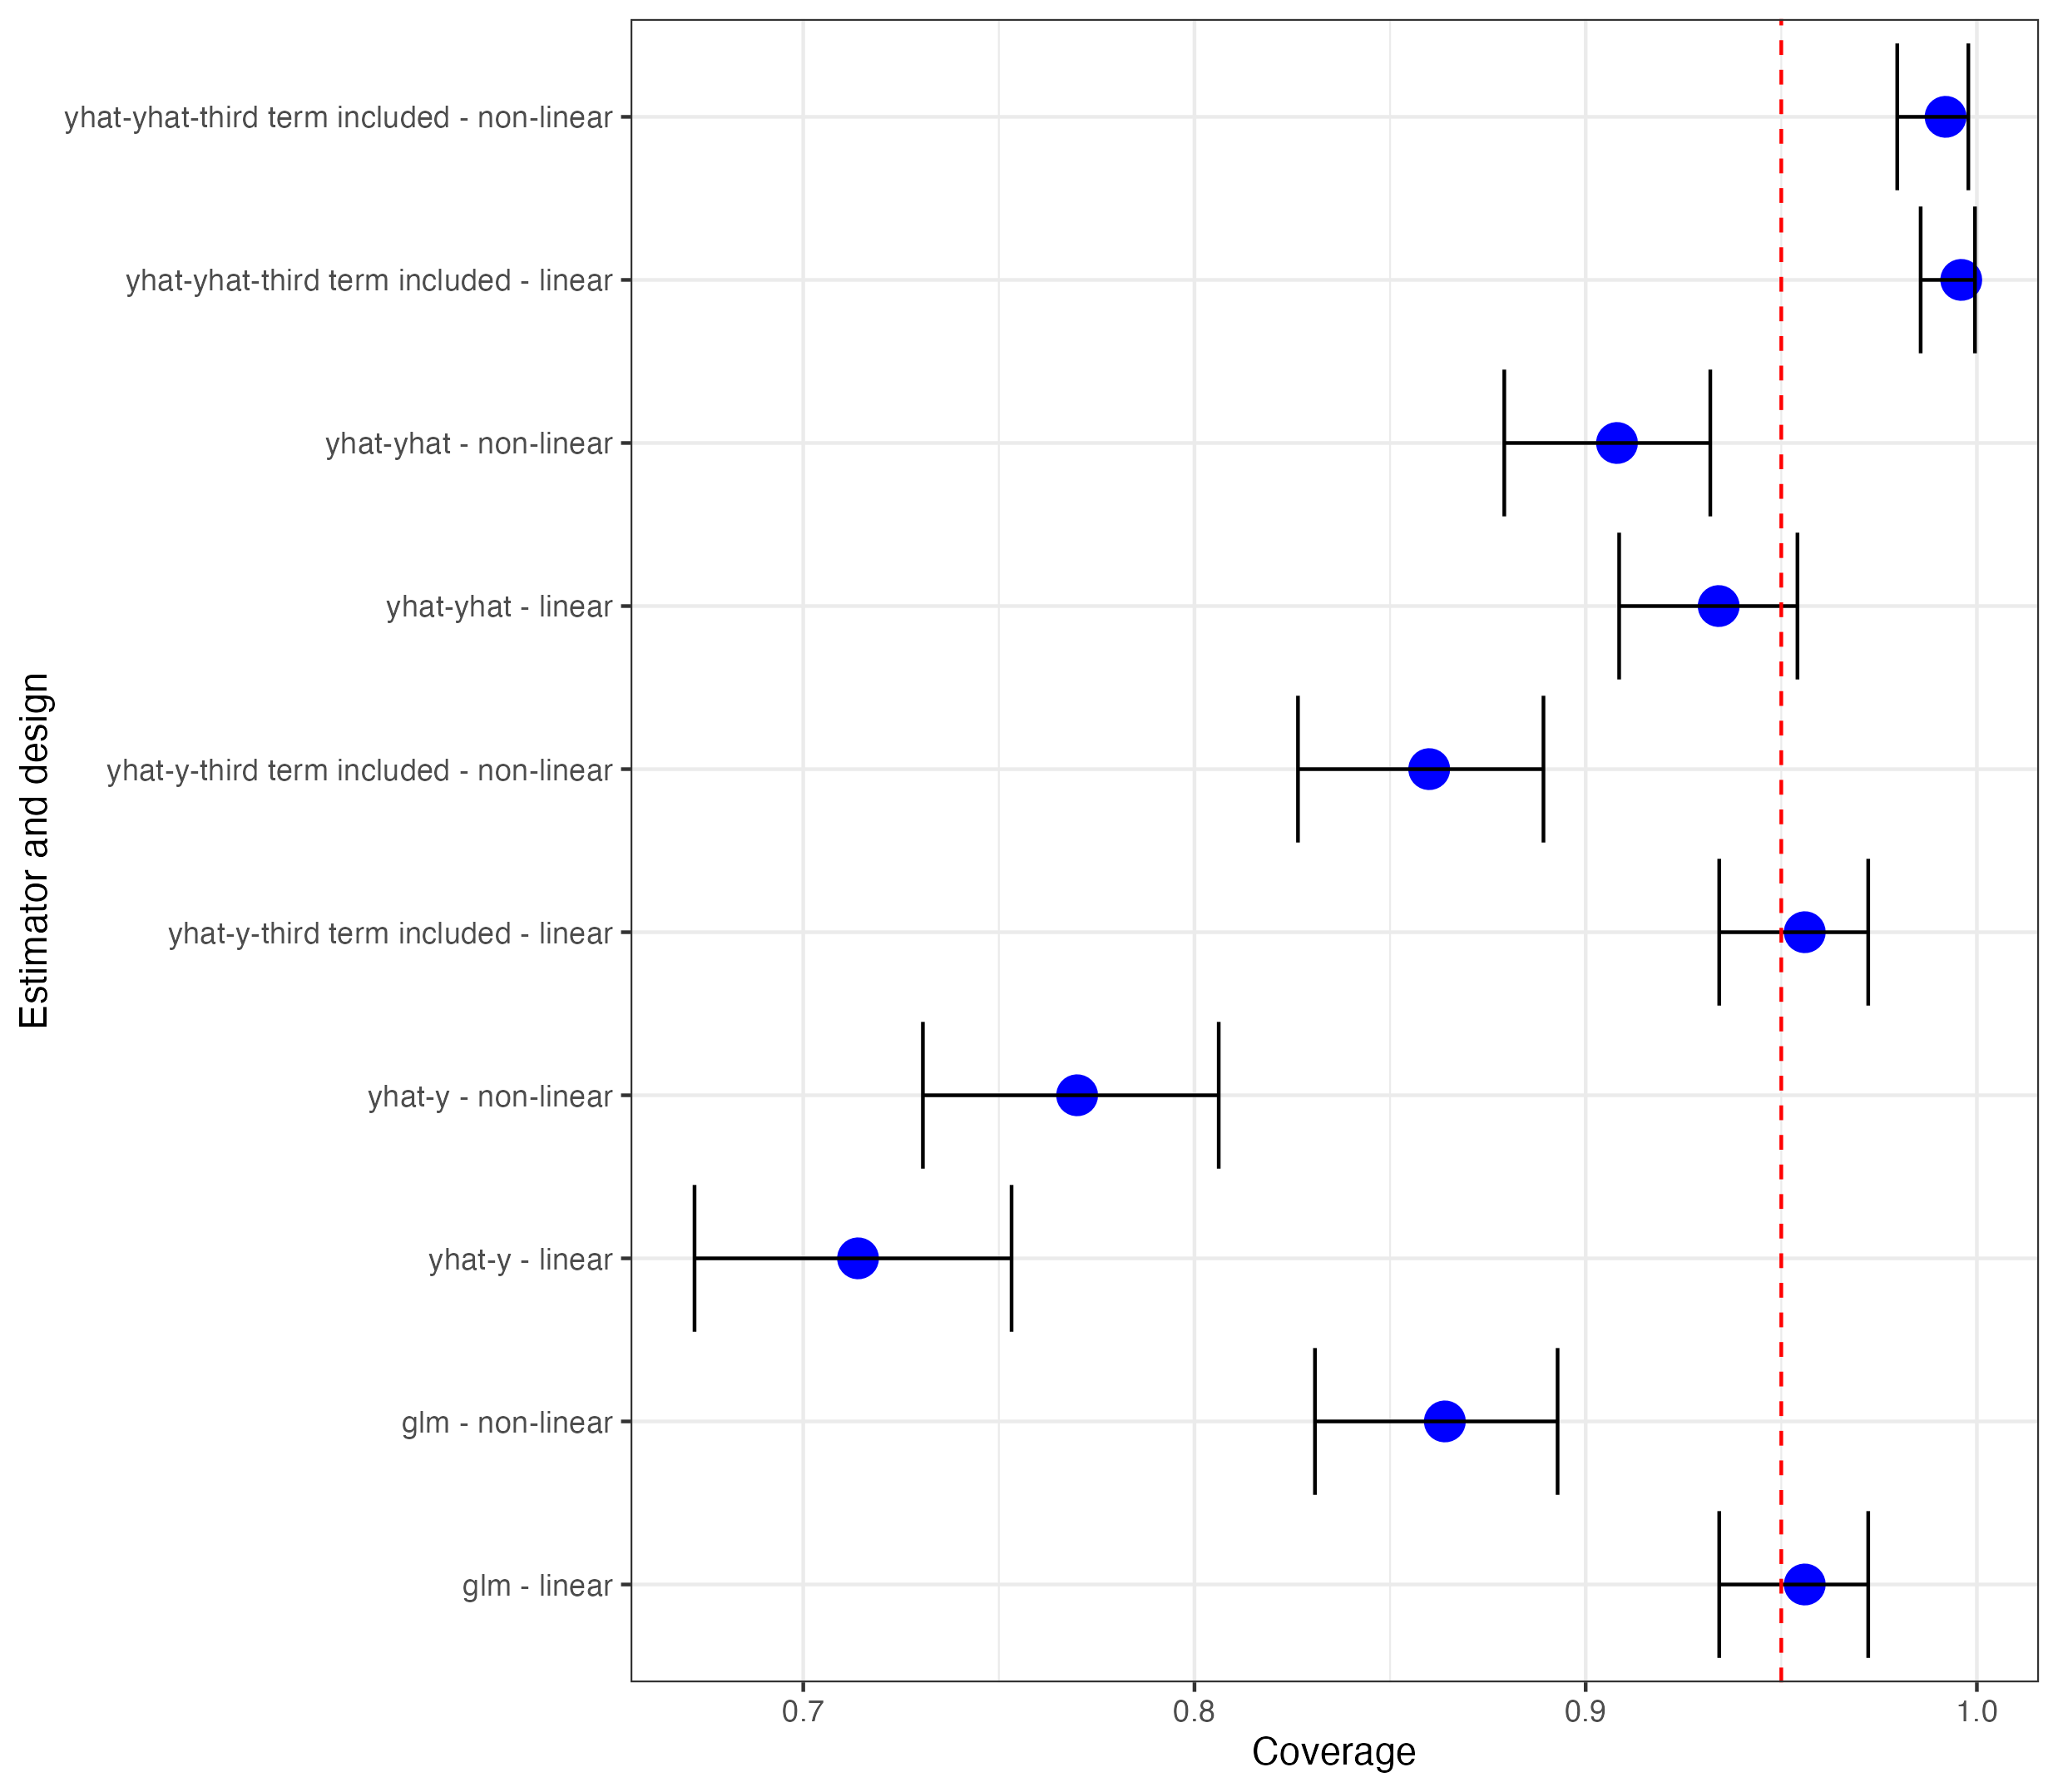 yhat-yhat-third term included - non-linear
yhat-yhat-third term included - linear
yhat-yhat - non-linear
yhat-yhat - linear
yhat-y-third term included - non-linear
yhat-y-third term included - linear
yhat-y - non-linear
yhat-y - linear
glm - non-linear
glm - linear
Estimator and design
0.7 0.8 0.9 1.0
Coverage